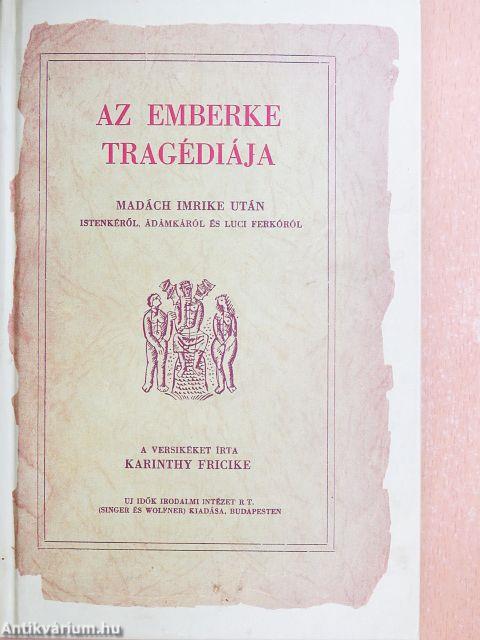 AZ EMBERKE
TRAGÉDIÁJA
MADÁCH IMRIKE UTÁN
ISTENKÉRŐL, ÁDÁMKÁRÓL ÉS LUCI FERKÓRÓL
A VERSIKÉKET ÍRTA
KARINTHY FRICIKE
UJ IDŐK IRODALMI INTÉZET R.T.
(SINGER ÉS WOLFNER) KIADÁSA, BUDAPESTEN
Antikvárium.hu